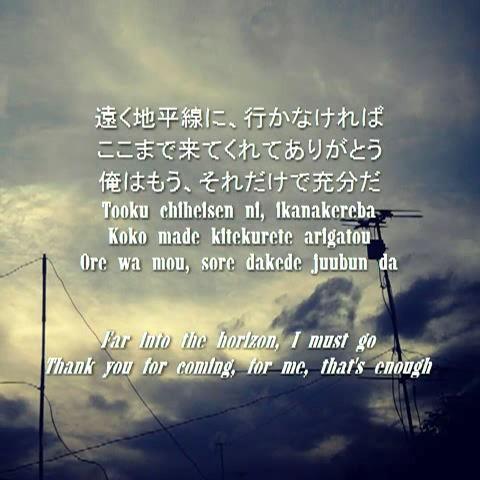 遠く地平線に、行かなければ
ここまで来てくれてありがとう
俺はもう、それだけで充分だ
Tooku chiheisen ni, ikanakereba
Koko made kitekurete arigatou
Ore wa mou, sore dakede juubun da
Far into the horizon, I must go
Thank you for coming, for me, that's enough